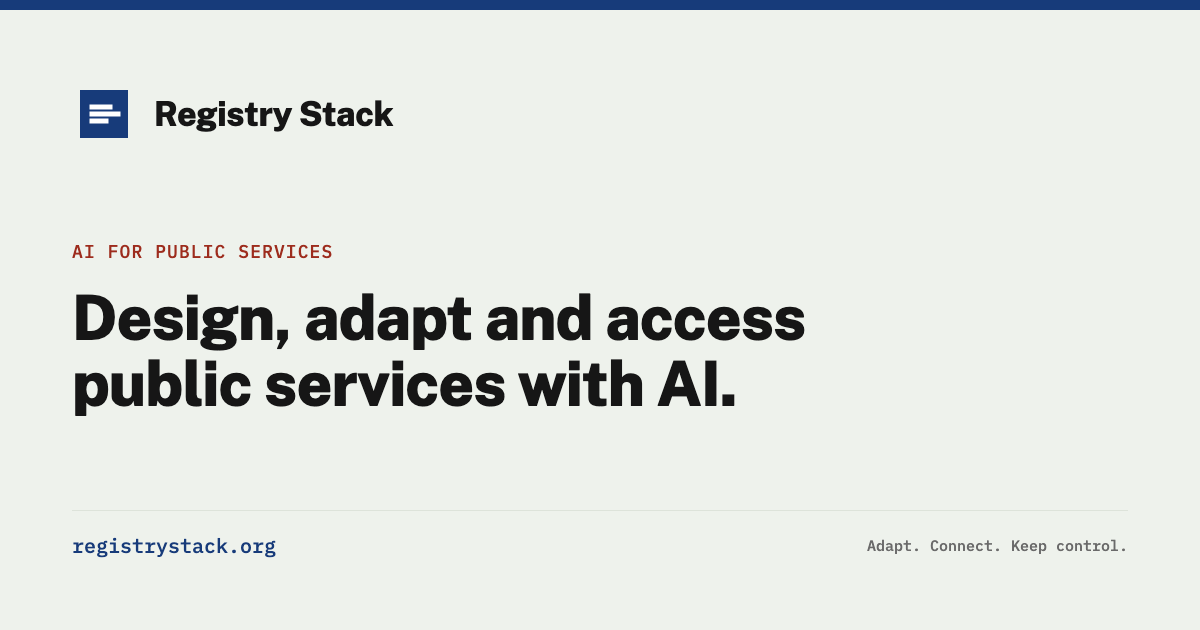 Registry Stack
AI FOR PUBLIC SERVICES
Design, adapt and access
public services with AI.
registrystack.org
Adapt. Connect. Keep control.